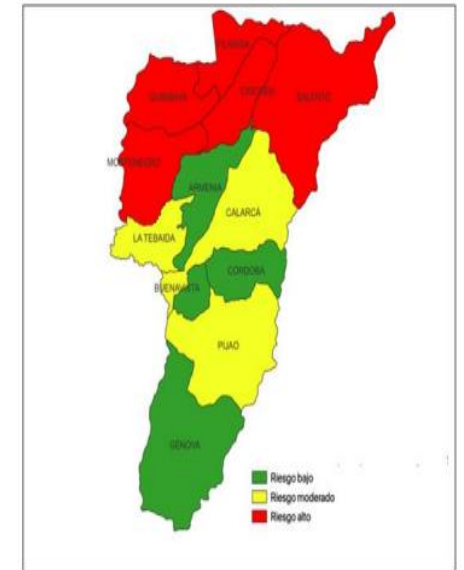 FILANDIA
QUIMBAYA
CIRCASIA
SALENTO
MONTENEGRO
ARMENIA
CALARCÁ
LA TEBAIDA
CÓRDOBA
BUENAVISTA
PIJAO
GÉNOVA
Riesgo bajo
Riesgo moderado
Riesgo alto